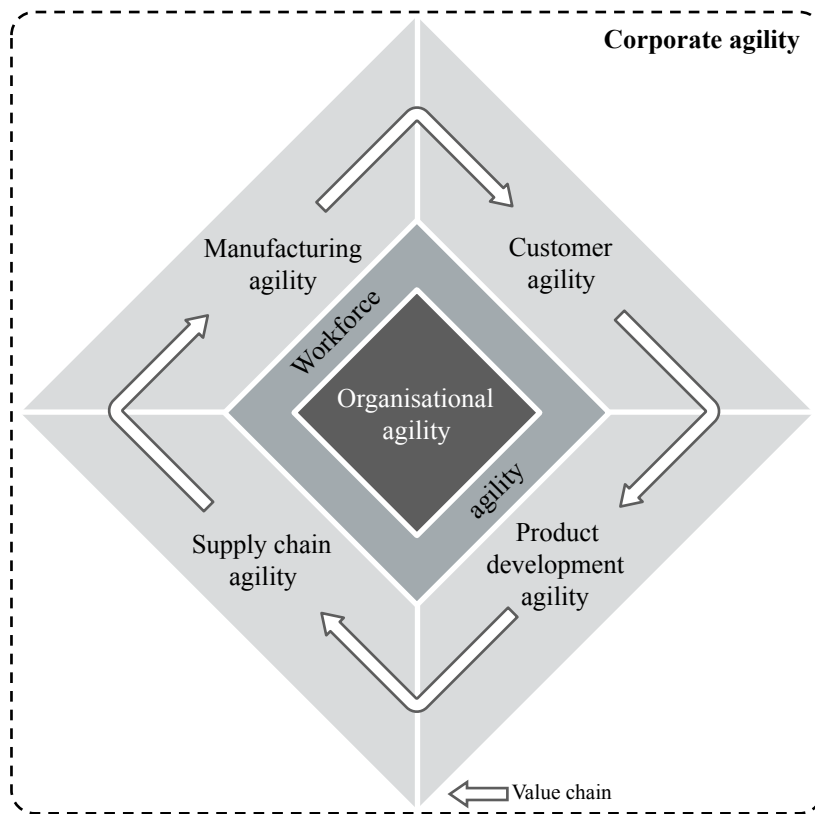 Corporate agility
Manufacturing
agility
Customer
agility
Workforce
Organisational
agility
agility
Supply chain
agility
Product
development
agility
Value chain